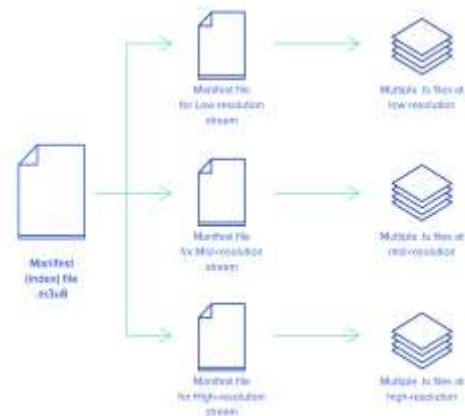 Manifest file
for Low-resolution
stream
Multiple .ts files at
low-resolution
Manifest
(index) file
.m3u8
Manifest file
for Mid-resolution
stream
Multiple .ts files at
mid-resolution
Manifest file
for High-resolution
stream
Multiple .ts files at
high-resolution